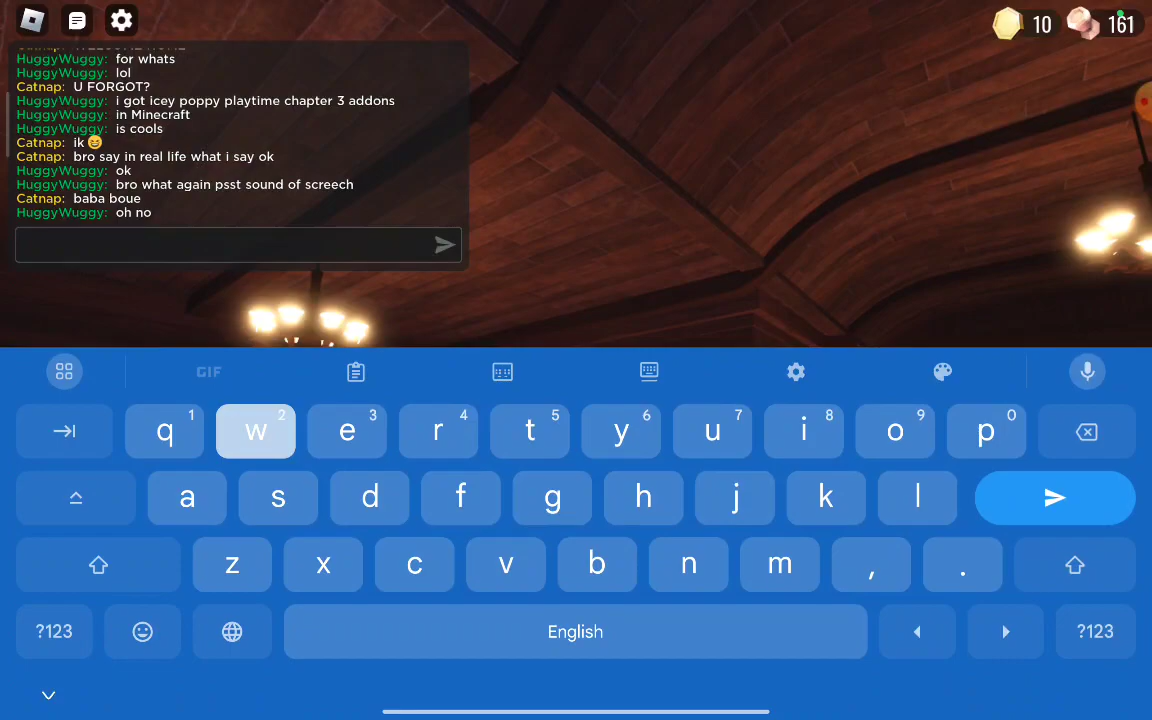 10
161
Catnap: WELCOME HOME
HuggyWuggy: for whats
HuggyWuggy: lol
Catnap: U FORGOT?
HuggyWuggy: i got icey poppy playtime chapter 3 addons
HuggyWuggy: in Minecraft
HuggyWuggy: is cools
Catnap: ik 😆
Catnap: bro say in real life what i say ok
HuggyWuggy: ok
HuggyWuggy: bro what again psst sound of screech
Catnap: baba boue
HuggyWuggy: oh no
GIF
q 1 w 2 e 3 r 4 t 5 y 6 u 7 i 8 o 9 p 0
a s d f g h j k l
z x c v b n m , .
?123 English ?123